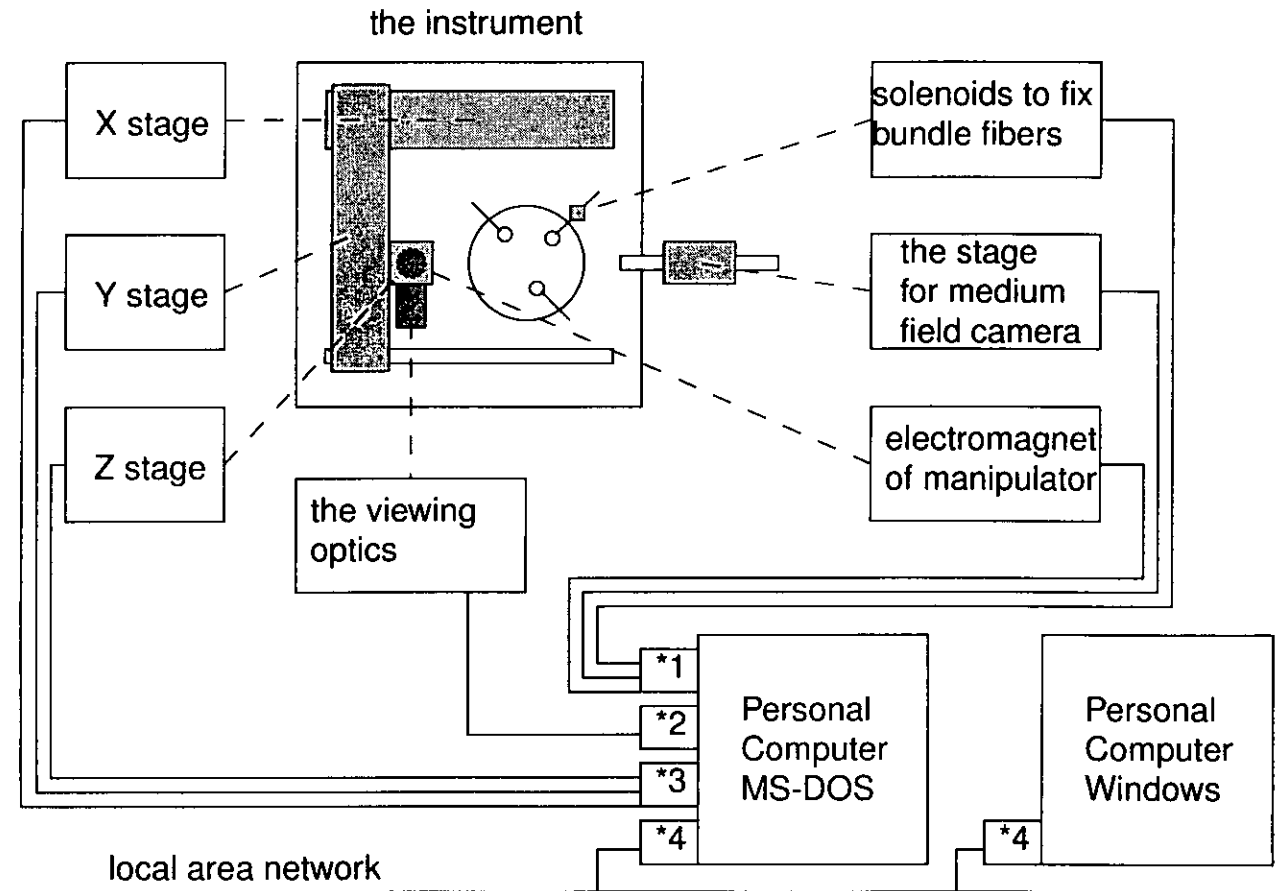 the instrument
X stage
Y stage
Z stage
solenoids to fix
bundle fibers
the stage
for medium
field camera
electromagnet
of manipulator
the viewing
optics
*1
*2
*3
*4
Personal
Computer
MS-DOS
*4
Personal
Computer
Windows
local area network